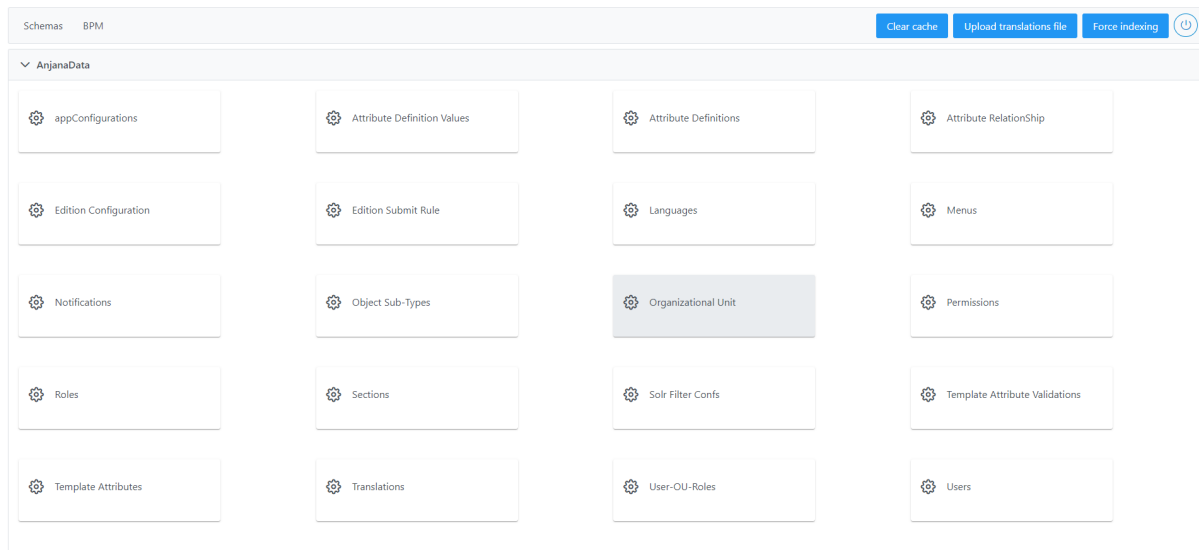 Schemas BPM Clear cache Upload translations file Force indexing
AnjanaData
appConfigurations Attribute Definition Values Attribute Definitions Attribute RelationShip
Edition Configuration Edition Submit Rule Languages Menus
Notifications Object Sub-Types Organizational Unit Permissions
Roles Sections Solr Filter Confs Template Attribute Validations
Template Attributes Translations User-OU-Roles Users